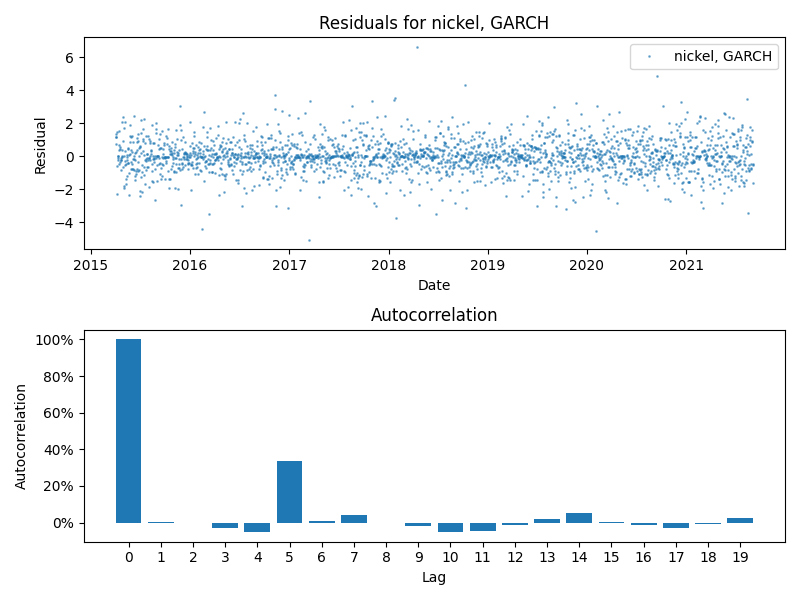 Residuals for nickel, GARCH
nickel, GARCH
6
4
2
0
−2
−4
Residual
2015 2016 2017 2018 2019 2020 2021
Date
Autocorrelation
100%
80%
60%
40%
20%
0%
Autocorrelation
0 1 2 3 4 5 6 7 8 9 10 11 12 13 14 15 16 17 18 19
Lag